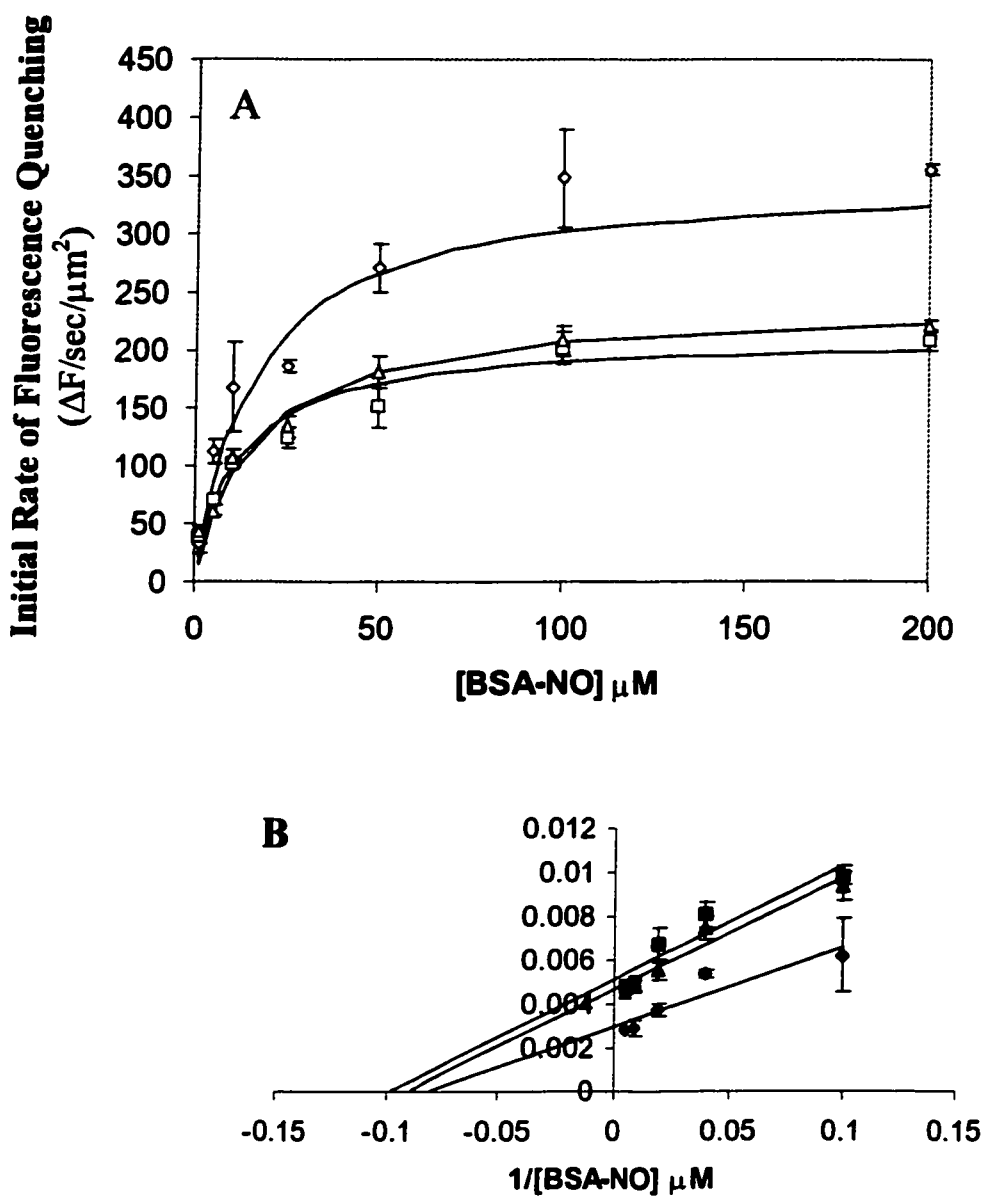 Initial Rate of Fluorescence Quenching
(ΔF/sec/μm²)
A
450
400
350
300
250
200
150
100
50
0
0 50 100 150 200
[BSA-NO] μM
B
0.012
0.01
0.008
0.006
0.004
0.002
0
-0.15 -0.1 -0.05 0 0.05 0.1 0.15
1/[BSA-NO] μM